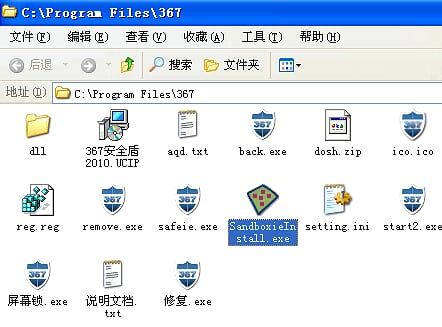 C:\Program Files\367
文件(F) 编辑(E) 查看(V) 收藏(A) 工具(T) 帮助(H)
后退 搜索 文件夹
地址(D) C:\Program Files\367
dll 367安全盾2010.UCIP aqd.txt back.exe dosh.zip ico.ico
reg.reg remove.exe safeie.exe SandboxieInstall.exe setting.ini start2.exe
屏幕锁.exe 说明文档.txt 修复.exe